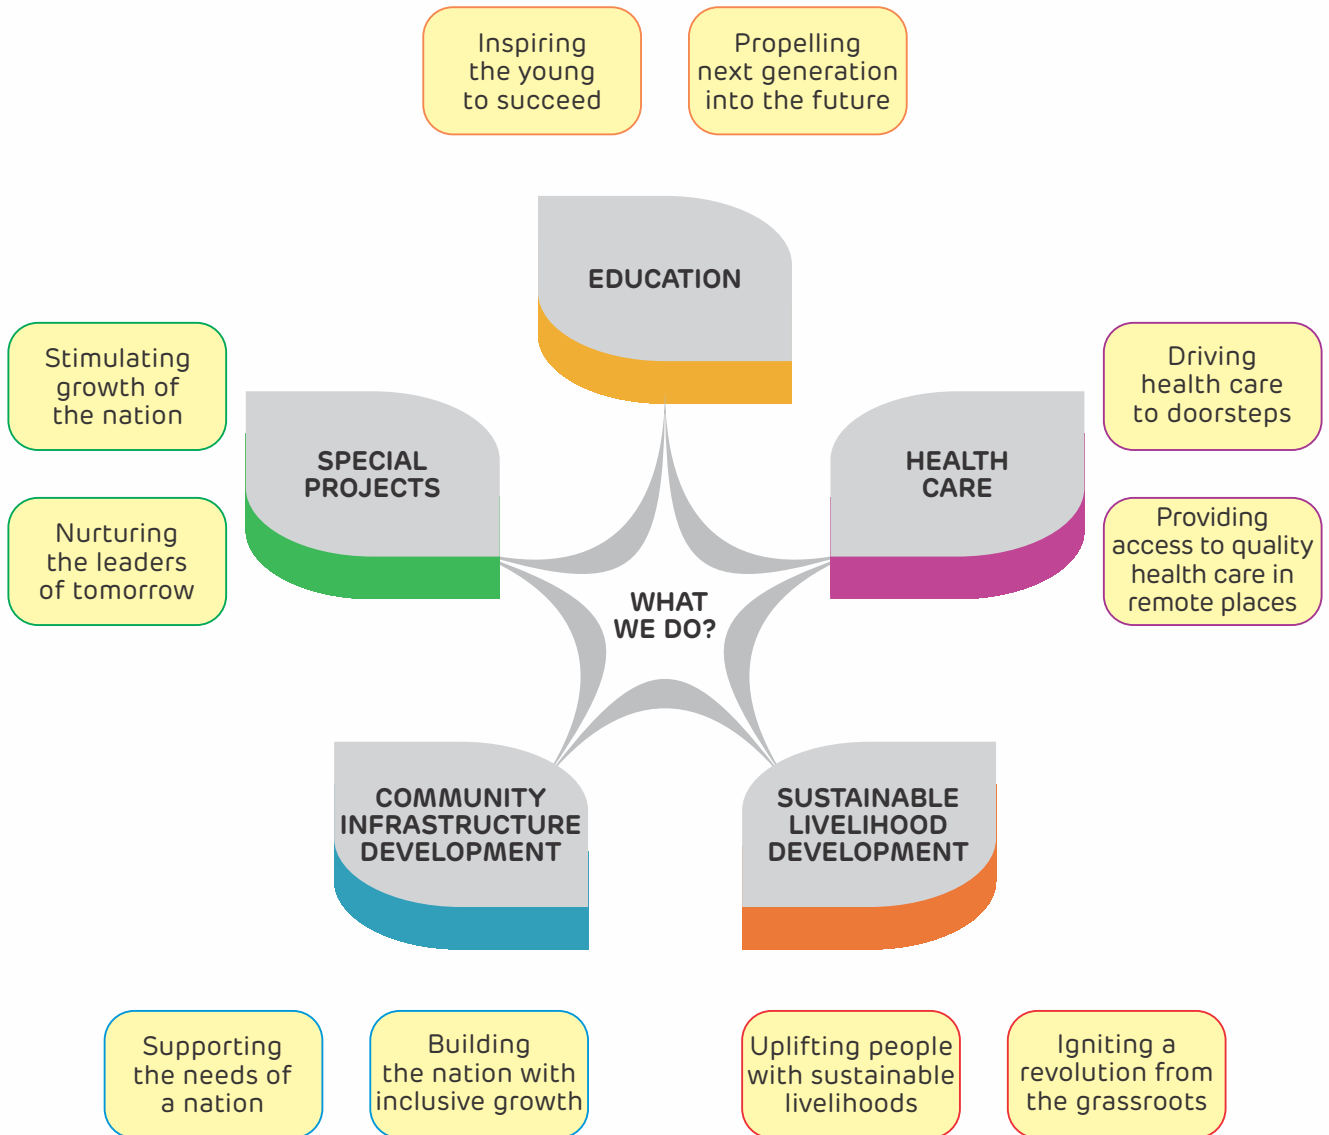 Inspiring
the young
to succeed
Propelling
next generation
into the future
EDUCATION
Stimulating
growth of
the nation
Nurturing
the leaders
of tomorrow
SPECIAL
PROJECTS
HEALTH
CARE
Driving
health care
to doorsteps
Providing
access to quality
health care in
remote places
WHAT
WE DO?
COMMUNITY
INFRASTRUCTURE
DEVELOPMENT
SUSTAINABLE
LIVELIHOOD
DEVELOPMENT
Supporting
the needs of
a nation
Building
the nation with
inclusive growth
Uplifting people
with sustainable
livelihoods
Igniting a
revolution from
the grassroots